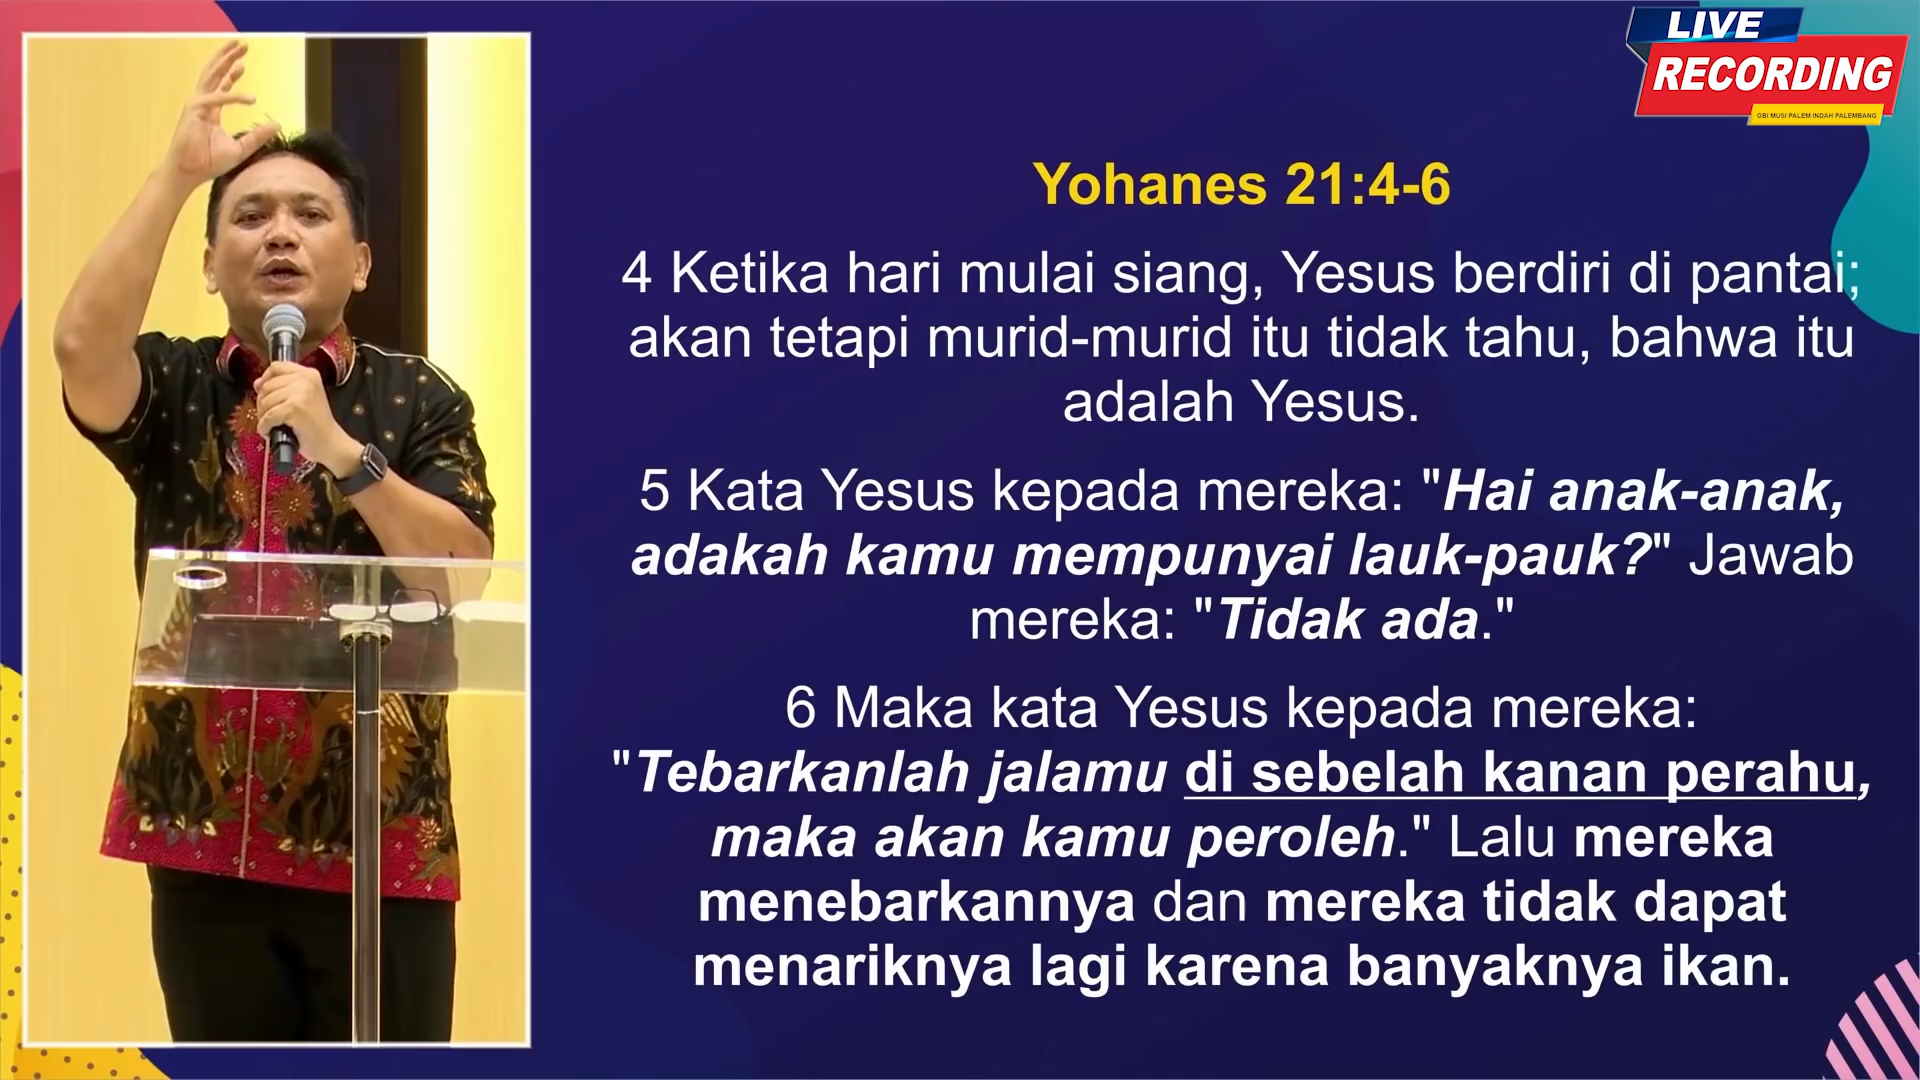 LIVE
RECORDING
GBI MUSI PALEM INDAH PALEMBANG
Yohanes 21:4-6
4 Ketika hari mulai siang, Yesus berdiri di pantai;
akan tetapi murid-murid itu tidak tahu, bahwa itu
adalah Yesus.
5 Kata Yesus kepada mereka: "Hai anak-anak,
adakah kamu mempunyai lauk-pauk?" Jawab
mereka: "Tidak ada."
6 Maka kata Yesus kepada mereka:
"Tebarkanlah jalamu di sebelah kanan perahu,
maka akan kamu peroleh." Lalu mereka
menebarkannya dan mereka tidak dapat
menariknya lagi karena banyaknya ikan.